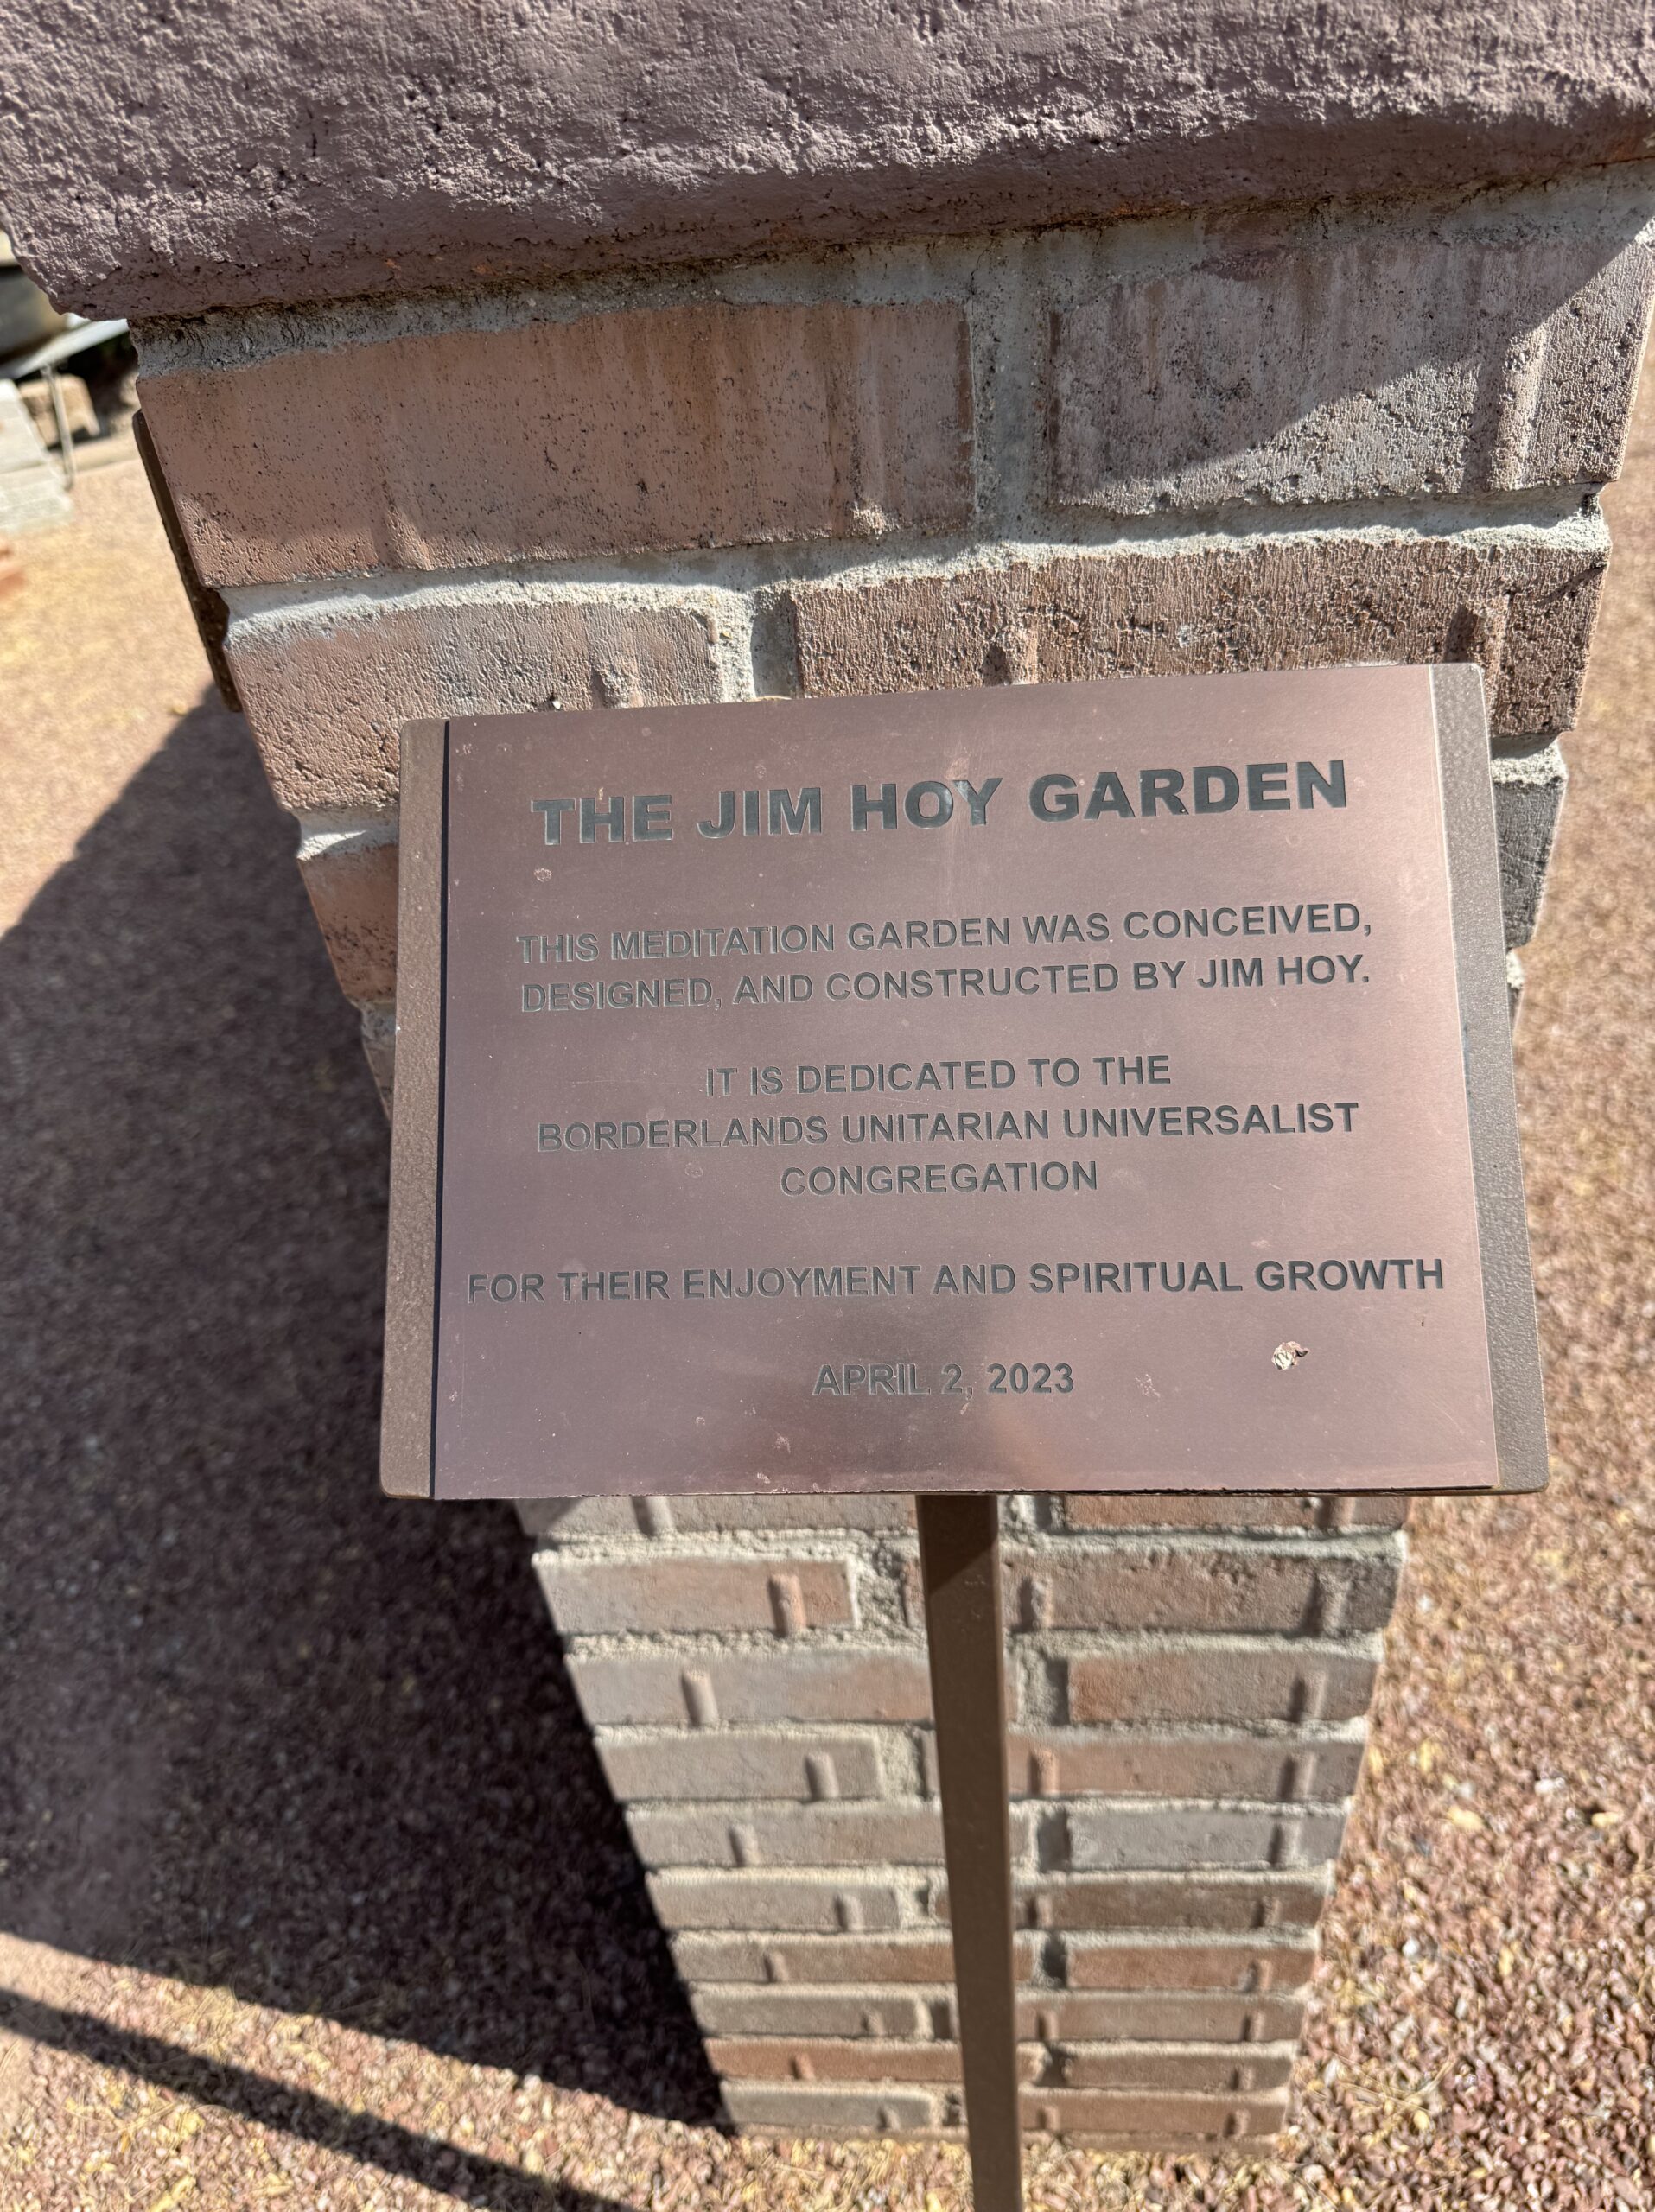 THE JIM HOY GARDEN
THIS MEDITATION GARDEN WAS CONCEIVED,
DESIGNED, AND CONSTRUCTED BY JIM HOY.
IT IS DEDICATED TO THE
BORDERLANDS UNITARIAN UNIVERSALIST
CONGREGATION
FOR THEIR ENJOYMENT AND SPIRITUAL GROWTH
APRIL 2, 2023